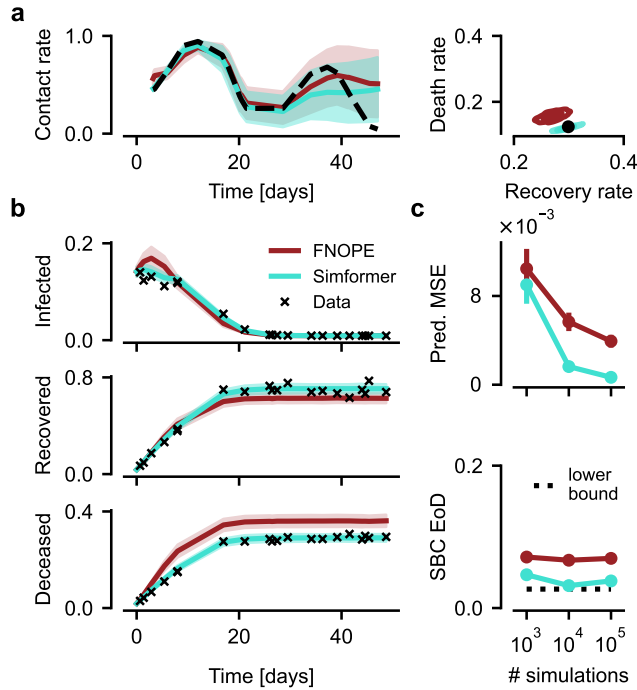 a
Contact rate
1.0
0.0
0
20
40
Time [days]
Death rate
0.4
0.2
0.2
0.4
Recovery rate
b
Infected
0.2
0.0
FNOPE
Simformer
Data
Recovered
0.8
0.0
Deceased
0.4
0.0
0
20
40
Time [days]
c
×10⁻³
Pred. MSE
8
0
SBC EoD
0.2
0.0
lower
bound
10³
10⁴
10⁵
# simulations